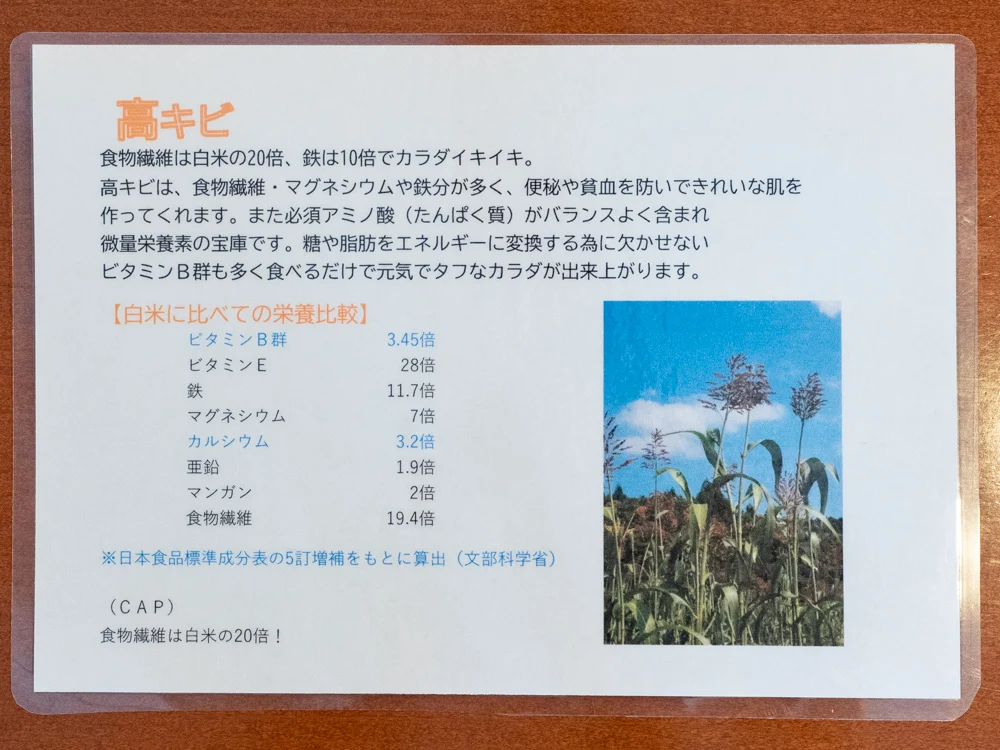 高キビ
食物繊維は白米の20倍、鉄は10倍でカラダイキイキ。
高キビは、食物繊維・マグネシウムや鉄分が多く、便秘や貧血を防いできれいな肌を
作ってくれます。また必須アミノ酸（たんぱく質）がバランスよく含まれ
微量栄養素の宝庫です。糖や脂肪をエネルギーに変換する為に欠かせない
ビタミンＢ群も多く食べるだけで元気でタフなカラダが出来上がります。
【白米に比べての栄養比較】
ビタミンＢ群 3.45倍
ビタミンＥ 28倍
鉄 11.7倍
マグネシウム 7倍
カルシウム 3.2倍
亜鉛 1.9倍
マンガン 2倍
食物繊維 19.4倍
※日本食品標準成分表の5訂増補をもとに算出（文部科学省）
（ＣＡＰ）
食物繊維は白米の20倍！